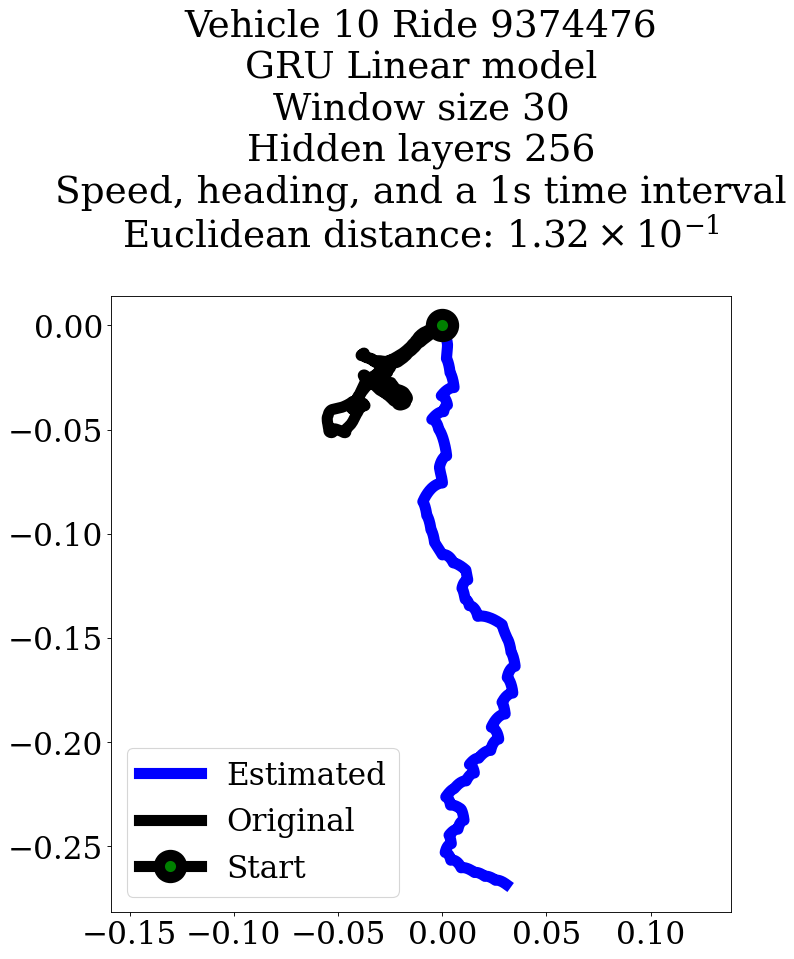 Vehicle 10 Ride 9374476
GRU Linear model
Window size 30
Hidden layers 256
Speed, heading, and a 1s time interval
Euclidean distance: 1.32 × 10⁻¹
0.00
−0.05
−0.10
−0.15
−0.20
−0.25
Estimated
Original
Start
−0.15 −0.10 −0.05 0.00 0.05 0.10